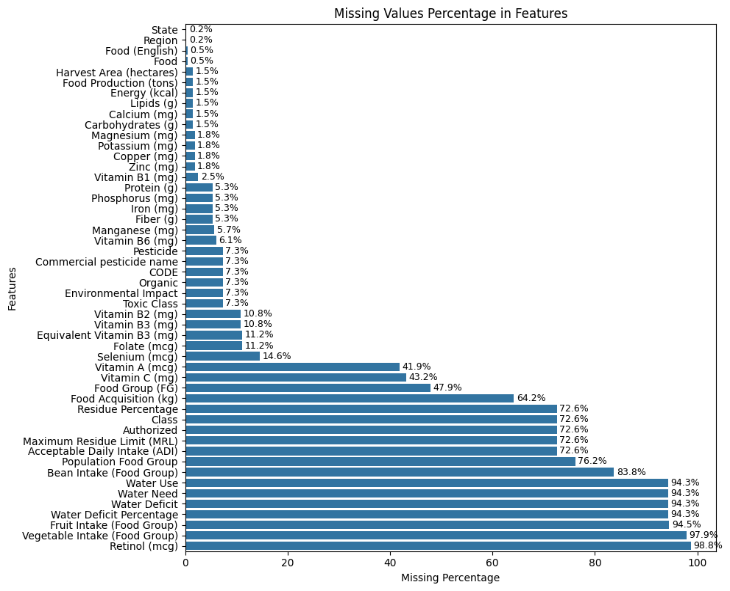 Missing Values Percentage in Features
State 0.2%
Region 0.2%
Food (English) 0.5%
Food 0.5%
Harvest Area (hectares) 1.5%
Food Production (tons) 1.5%
Energy (kcal) 1.5%
Lipids (g) 1.5%
Calcium (mg) 1.5%
Carbohydrates (g) 1.5%
Magnesium (mg) 1.8%
Potassium (mg) 1.8%
Copper (mg) 1.8%
Zinc (mg) 1.8%
Vitamin B1 (mg) 2.5%
Protein (g) 5.3%
Phosphorus (mg) 5.3%
Iron (mg) 5.3%
Fiber (g) 5.3%
Manganese (mg) 5.7%
Vitamin B6 (mg) 6.1%
Pesticide 7.3%
Commercial pesticide name 7.3%
CODE 7.3%
Organic 7.3%
Environmental Impact 7.3%
Toxic Class 7.3%
Vitamin B2 (mg) 10.8%
Vitamin B3 (mg) 10.8%
Equivalent Vitamin B3 (mg) 11.2%
Folate (mcg) 11.2%
Selenium (mcg) 14.6%
Vitamin A (mcg) 41.9%
Vitamin C (mg) 43.2%
Food Group (FG) 47.9%
Food Acquisition (kg) 64.2%
Residue Percentage 72.6%
Class 72.6%
Authorized 72.6%
Maximum Residue Limit (MRL) 72.6%
Acceptable Daily Intake (ADI) 72.6%
Population Food Group 76.2%
Bean Intake (Food Group) 83.8%
Water Use 94.3%
Water Need 94.3%
Water Deficit 94.3%
Water Deficit Percentage 94.3%
Fruit Intake (Food Group) 94.5%
Vegetable Intake (Food Group) 97.9%
Retinol (mcg) 98.8%
0 20 40 60 80 100
Missing Percentage
Features